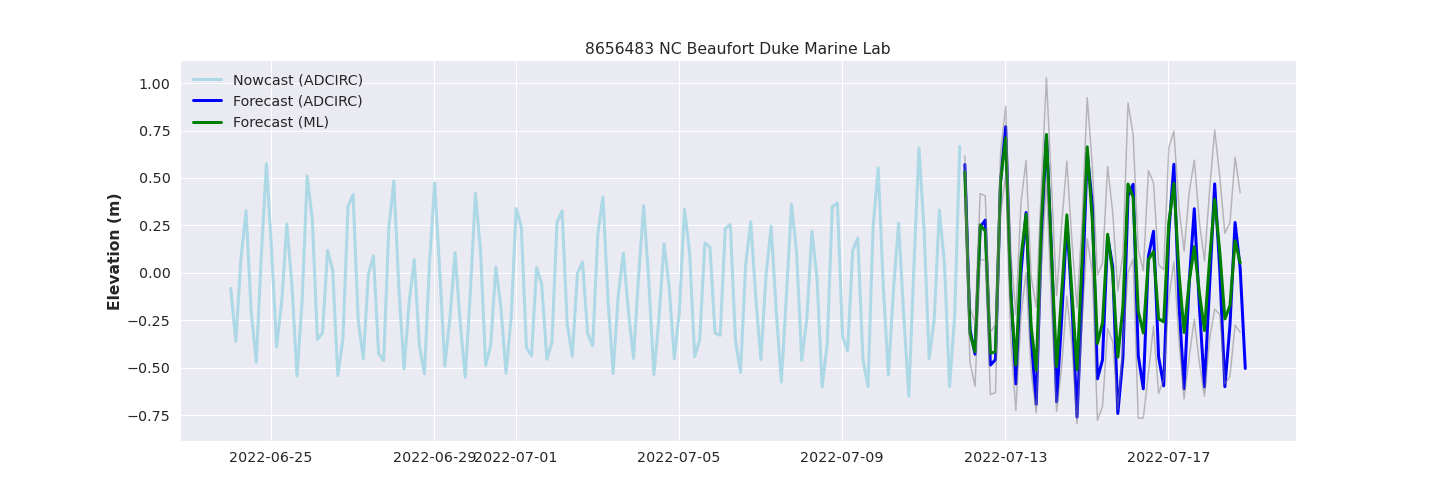 8656483 NC Beaufort Duke Marine Lab
Nowcast (ADCIRC)
Forecast (ADCIRC)
Forecast (ML)
Elevation (m)
1.00
0.75
0.50
0.25
0.00
−0.25
−0.50
−0.75
2022-06-25 2022-06-29 2022-07-01 2022-07-05 2022-07-09 2022-07-13 2022-07-17